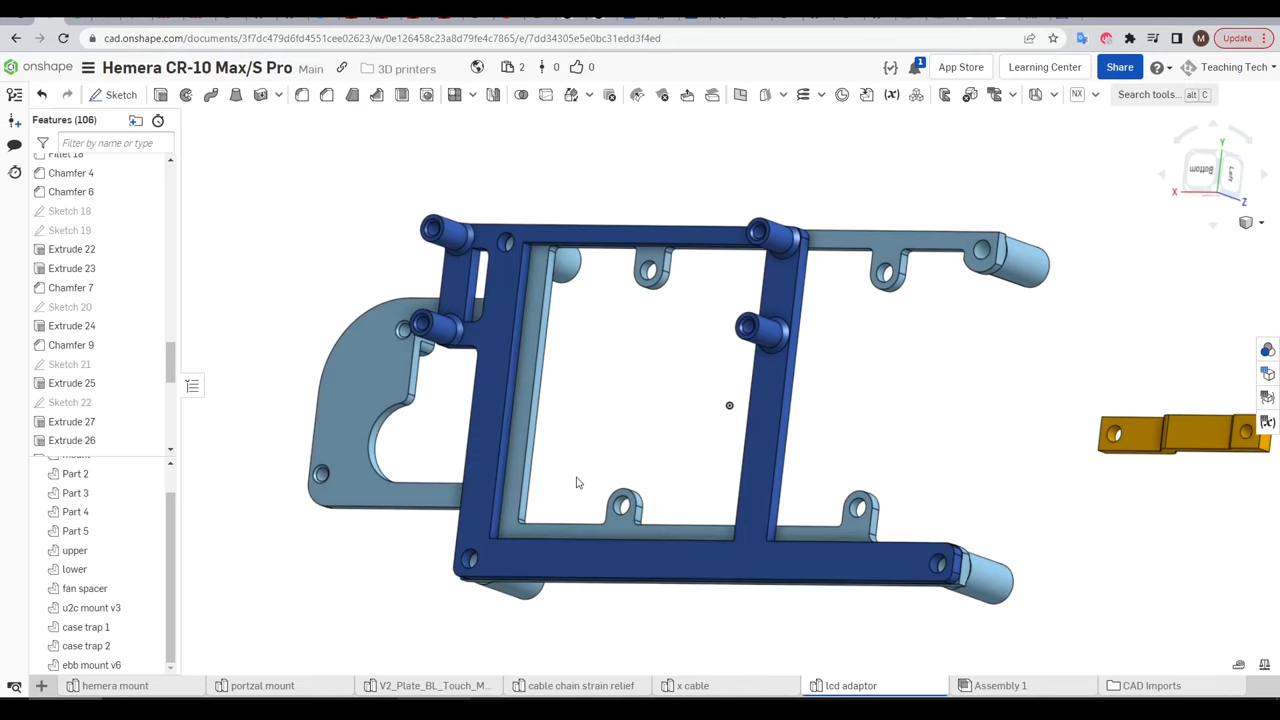 cad.onshape.com/documents/3f7dc479d6fd4551cee02623/w/0e126458c23a8d79fe4c7865/e/7dd34305e5e0bc31edd3f4ed
Update
onshape
Hemera CR-10 Max/S Pro
Main
3D printers
2
0
0
1
App Store
Learning Center
Share
Teaching Tech
Sketch
NX
Search tools...
alt
C
Features (106)
Filter by name or type
Fillet 18
Chamfer 4
Chamfer 6
Sketch 18
Sketch 19
Extrude 22
Extrude 23
Chamfer 7
Sketch 20
Extrude 24
Chamfer 9
Sketch 21
Extrude 25
Sketch 22
Extrude 27
Extrude 26
mount
Part 2
Part 3
Part 4
Part 5
upper
lower
fan spacer
u2c mount v3
case trap 1
case trap 2
ebb mount v6
Y
Bottom
Left
X
Z
hemera mount
portzal mount
V2_Plate_BL_Touch_M...
cable chain strain relief
x cable
lcd adaptor
Assembly 1
CAD Imports